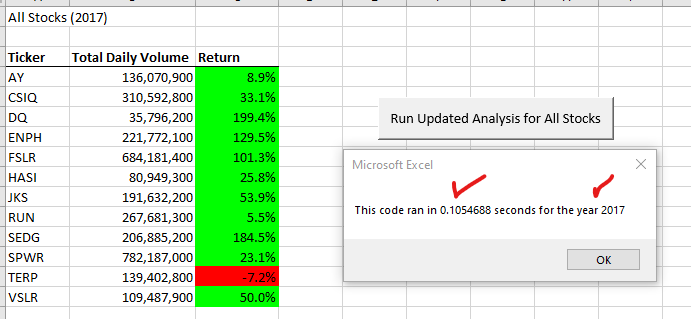 All Stocks (2017)
Ticker Total Daily Volume Return
AY 136,070,900 8.9%
CSIQ 310,592,800 33.1%
DQ 35,796,200 199.4%
ENPH 221,772,100 129.5%
FSLR 684,181,400 101.3%
HASI 80,949,300 25.8%
JKS 191,632,200 53.9%
RUN 267,681,300 5.5%
SEDG 206,885,200 184.5%
SPWR 782,187,000 23.1%
TERP 139,402,800 -7.2%
VSLR 109,487,900 50.0%
Run Updated Analysis for All Stocks
Microsoft Excel
This code ran in 0.1054688 seconds for the year 2017
OK